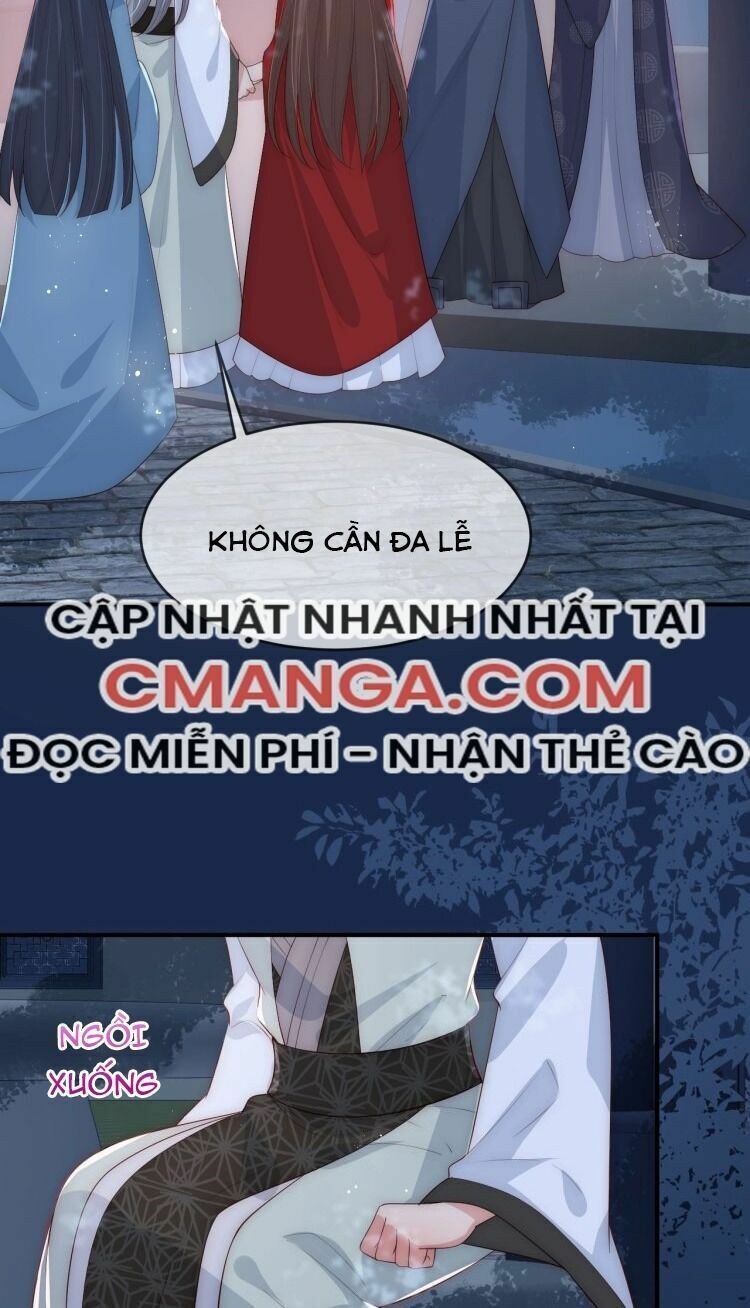 KHÔNG CẦN ĐA LỄ
CẬP NHẬT NHANH NHẤT TẠI
CMANGA.COM
ĐỌC MIỄN PHÍ - NHẬN THẺ CÀO
NGỒI
XUỐNG